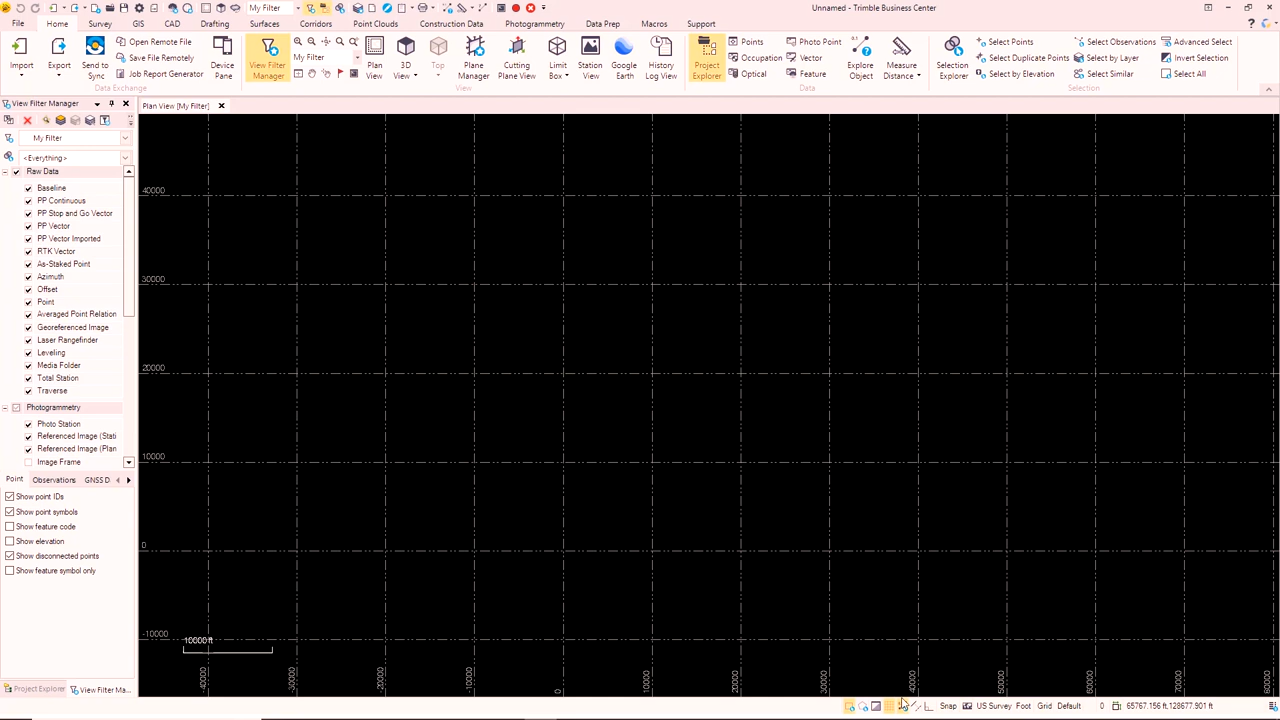 My Filter
Unnamed - Trimble Business Center
File Home Survey GIS CAD Drafting Surfaces Corridors Point Clouds Construction Data Photogrammetry Data Prep Macros Support
Import
Export
Send to Sync
Open Remote File
Save File Remotely
Job Report Generator
Device Pane
Data Exchange
View Filter Manager
My Filter
Plan View
3D View
Top
Plane Manager
Cutting Plane View
Limit Box
Station View
Google Earth
History Log View
View
Project Explorer
Points
Occupation
Optical
Photo Point
Vector
Feature
Explore Object
Measure Distance
Data
Selection Explorer
Select Points
Select Duplicate Points
Select by Elevation
Select Observations
Select by Layer
Select Similar
Advanced Select
Invert Selection
Select All
Selection
View Filter Manager
Plan View [My Filter]
My Filter
<Everything>
Raw Data
Baseline
PP Continuous
PP Stop and Go Vector
PP Vector
PP Vector Imported
RTK Vector
As-Staked Point
Azimuth
Offset
Point
Averaged Point Relation
Georeferenced Image
Laser Rangefinder
Leveling
Media Folder
Total Station
Traverse
Photogrammetry
Photo Station
Referenced Image (Stati
Referenced Image (Plan
Image Frame
Point Observations GNSS D
Show point IDs
Show point symbols
Show feature code
Show elevation
Show disconnected points
Show feature symbol only
Project Explorer View Filter Ma...
40000
30000
20000
10000
0
-10000
10000 ft
-40000 -30000 -20000 -10000 0 10000 20000 30000 40000 50000 60000 70000 80000
Snap US Survey Foot Grid Default 0 65767.156 ft,128677.901 ft